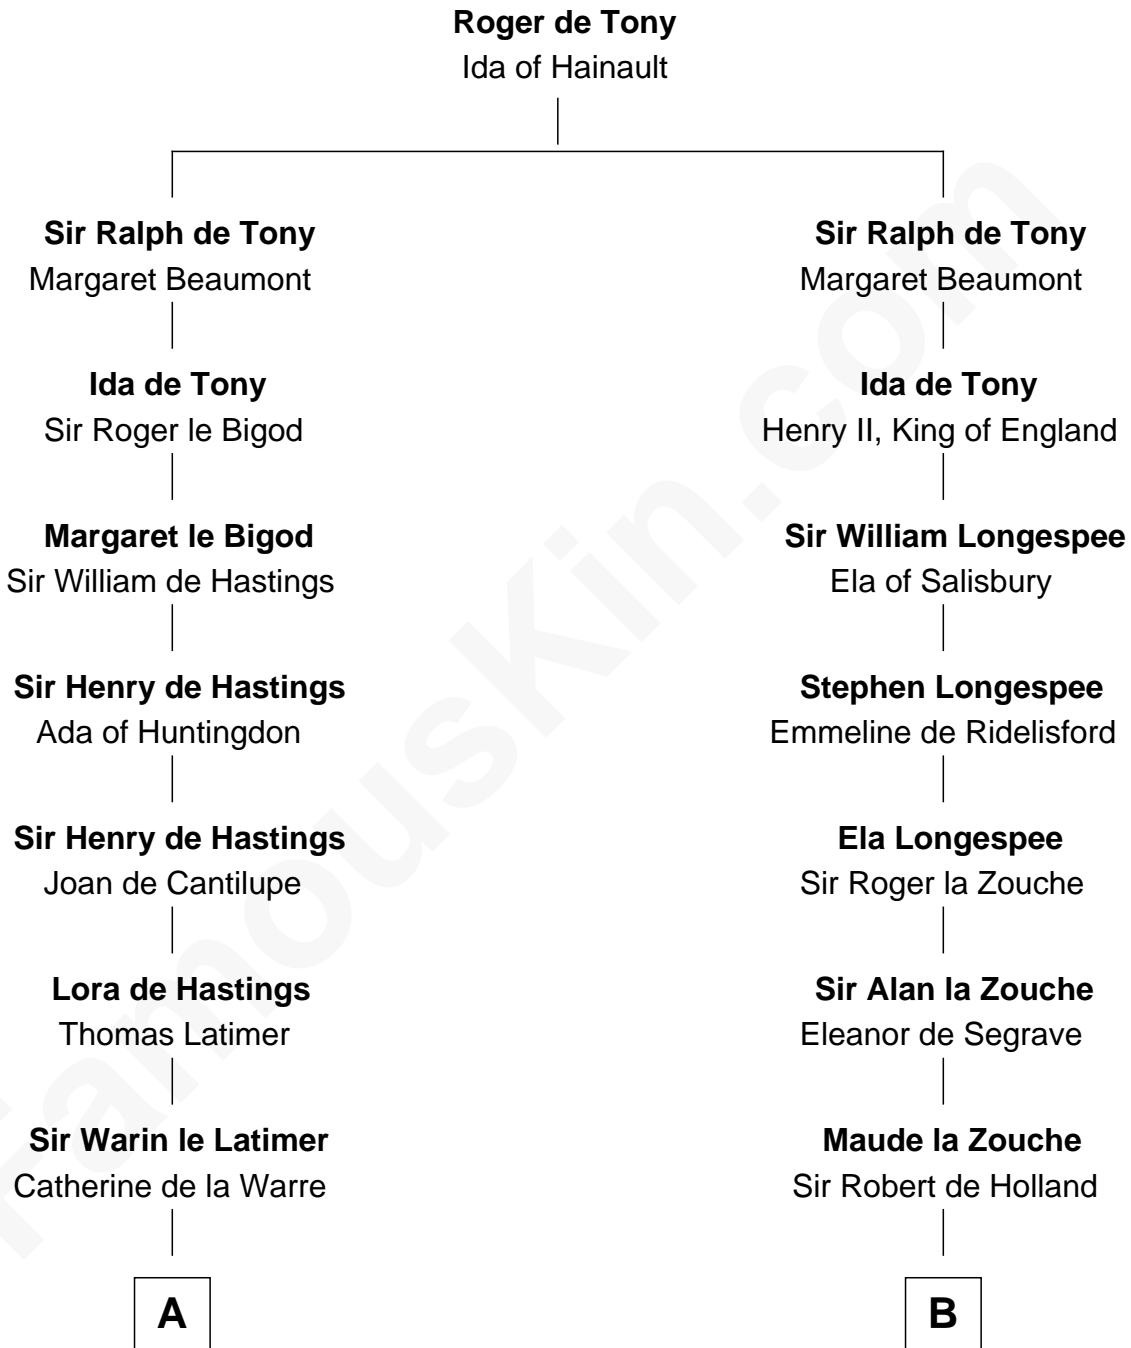 Roger de Tony
Ida of Hainault
Sir Ralph de Tony
Margaret Beaumont
Ida de Tony
Sir Roger le Bigod
Margaret le Bigod
Sir William de Hastings
Sir Henry de Hastings
Ada of Huntingdon
Sir Henry de Hastings
Joan de Cantilupe
Lora de Hastings
Thomas Latimer
Sir Warin le Latimer
Catherine de la Warre
A
Sir Ralph de Tony
Margaret Beaumont
Ida de Tony
Henry II, King of England
Sir William Longespee
Ela of Salisbury
Stephen Longespee
Emmeline de Ridelisford
Ela Longespee
Sir Roger la Zouche
Sir Alan la Zouche
Eleanor de Segrave
Maude la Zouche
Sir Robert de Holland
B
FamousKin.com